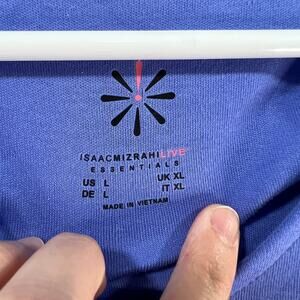 ISAACMIZRAHILIVE
ESSENTIALS
US L UK XL
DE L IT XL
MADE IN VIETNAM